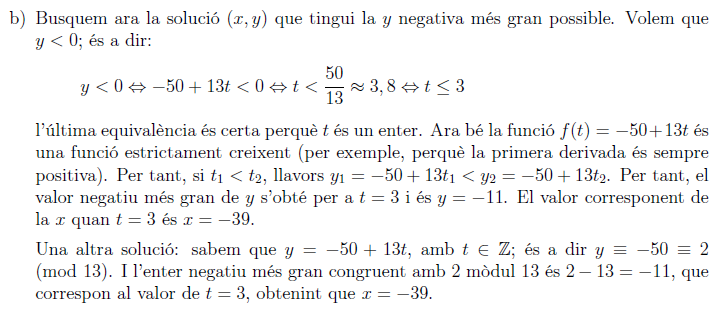 b) Busquem ara la solució (x, y) que tingui la y negativa més gran possible. Volem que
y < 0; és a dir:
y < 0 ⇔ −50 + 13t < 0 ⇔ t < 50/13 ≈ 3, 8 ⇔ t ≤ 3
l'última equivalència és certa perquè t és un enter. Ara bé la funció f(t) = −50+13t és
una funció estrictament creixent (per exemple, perquè la primera derivada és sempre
positiva). Per tant, si t₁ < t₂, llavors y₁ = −50 + 13t₁ < y₂ = −50 + 13t₂. Per tant, el
valor negatiu més gran de y s'obté per a t = 3 i és y = −11. El valor corresponent de
la x quan t = 3 és x = −39.
Una altra solució: sabem que y = −50 + 13t, amb t ∈ ℤ; és a dir y ≡ −50 ≡ 2
(mod 13). I l'enter negatiu més gran congruent amb 2 mòdul 13 és 2 − 13 = −11, que
correspon al valor de t = 3, obtenint que x = −39.